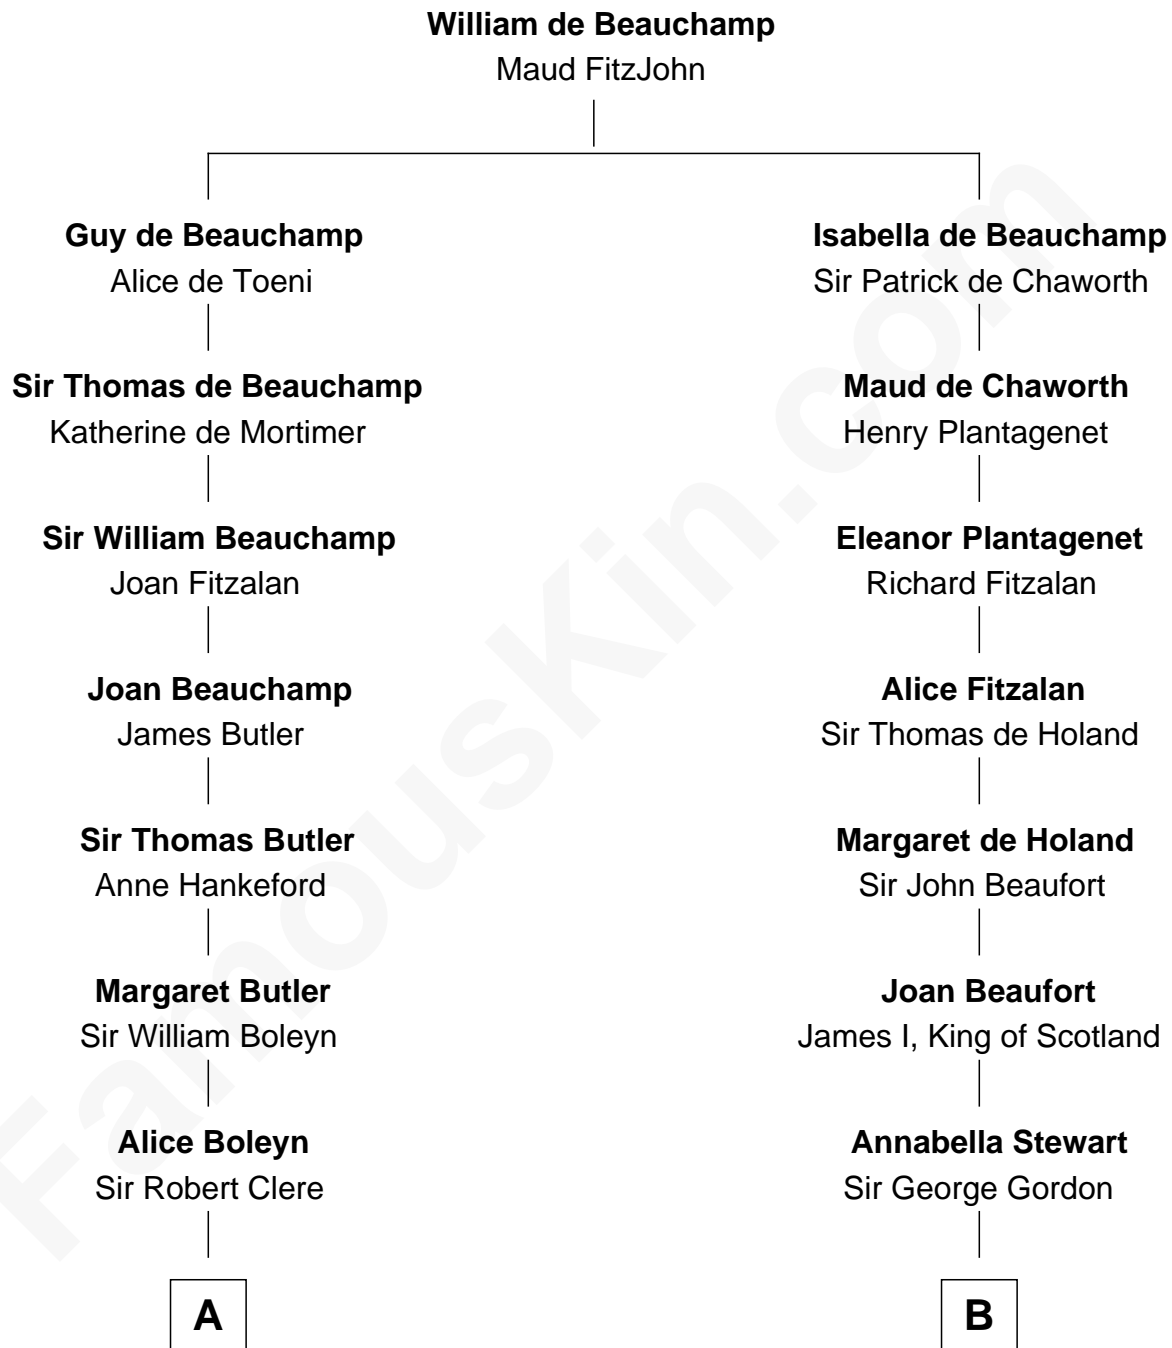 William de Beauchamp
Maud FitzJohn
Guy de Beauchamp
Alice de Toeni
Isabella de Beauchamp
Sir Patrick de Chaworth
Sir Thomas de Beauchamp
Katherine de Mortimer
Maud de Chaworth
Henry Plantagenet
Sir William Beauchamp
Joan Fitzalan
Eleanor Plantagenet
Richard Fitzalan
Joan Beauchamp
James Butler
Alice Fitzalan
Sir Thomas de Holand
Sir Thomas Butler
Anne Hankeford
Margaret de Holand
Sir John Beaufort
Margaret Butler
Sir William Boleyn
Joan Beaufort
James I, King of Scotland
Alice Boleyn
Sir Robert Clere
Annabella Stewart
Sir George Gordon
A
B
FamousKin.com